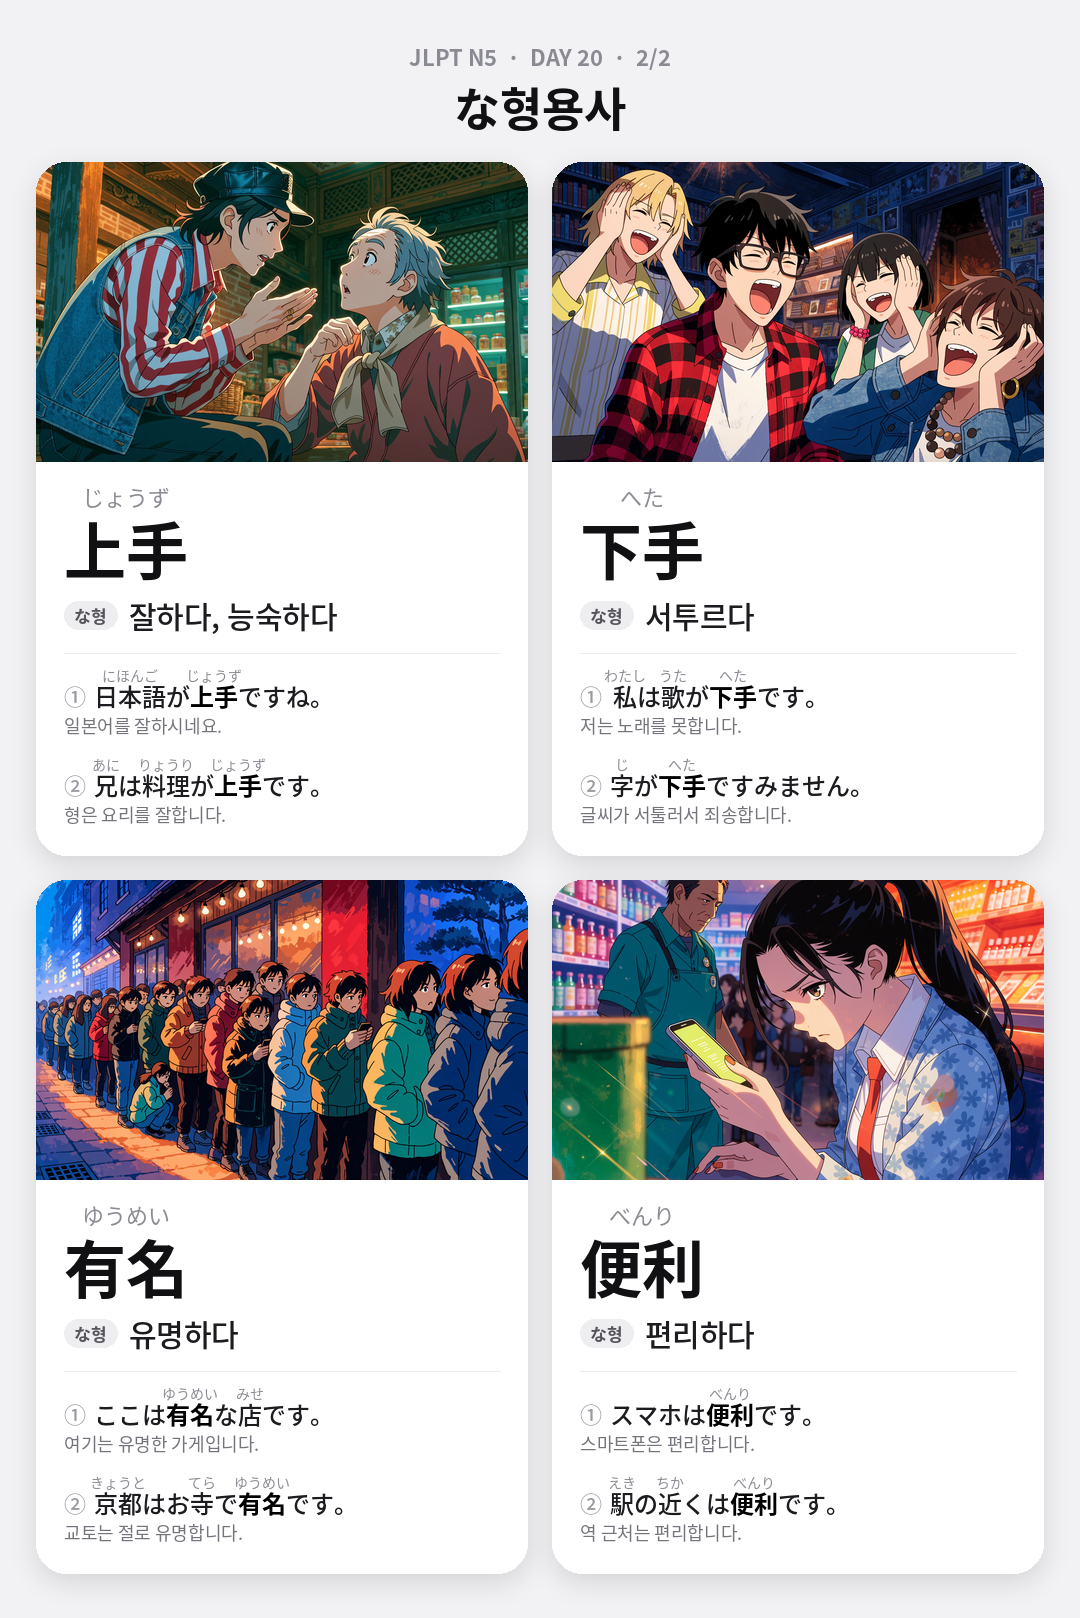 JLPT N5 · DAY 20 · 2/2
な형용사
じょうず
上手
な형 잘하다, 능숙하다
にほんご じょうず
① 日本語が上手ですね。
일본어를 잘하시네요.
あに りょうり じょうず
② 兄は料理が上手です。
형은 요리를 잘합니다.
へた
下手
な형 서투르다
わたし うた へた
① 私は歌が下手です。
저는 노래를 못합니다.
じ へた
② 字が下手ですみません。
글씨가 서툴러서 죄송합니다.
ゆうめい
有名
な형 유명하다
ゆうめい みせ
① ここは有名な店です。
여기는 유명한 가게입니다.
きょうと てら ゆうめい
② 京都はお寺で有名です。
교토는 절로 유명합니다.
べんり
便利
な형 편리하다
べんり
① スマホは便利です。
스마트폰은 편리합니다.
えき ちか べんり
② 駅の近くは便利です。
역 근처는 편리합니다.